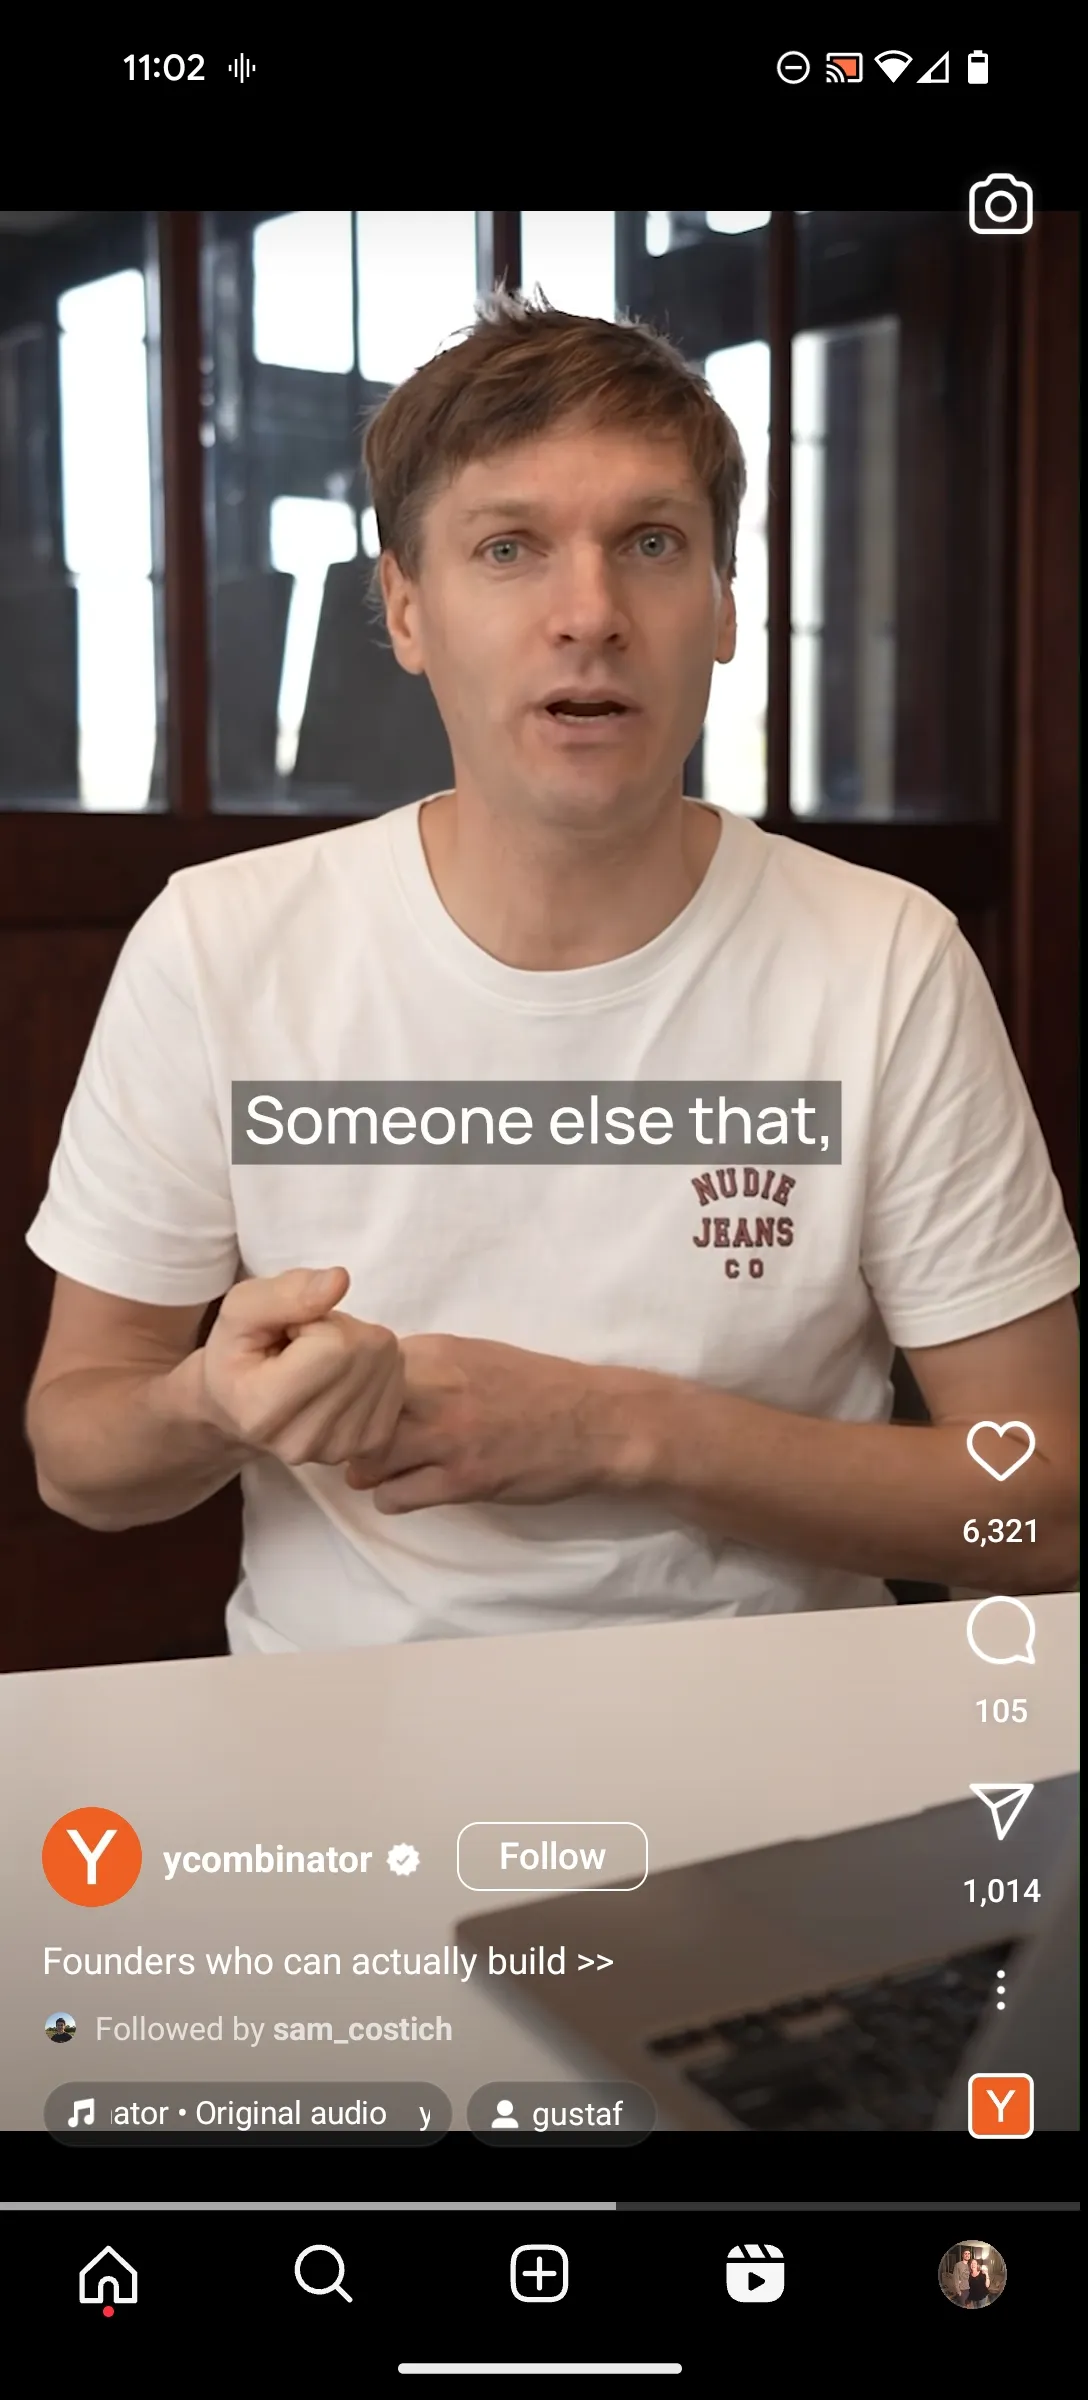 11:02
Someone else that,
NUDIE
JEANS
CO
6,321
105
1,014
Y
ycombinator
Follow
Founders who can actually build >>
Followed by sam_costich
ator • Original audio y
gustaf
Y